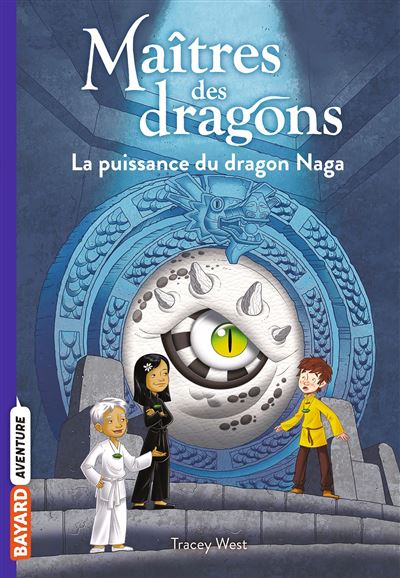 Maîtres
des
dragons
La puissance du dragon Naga
BAYARD AVENTURE
Tracey West